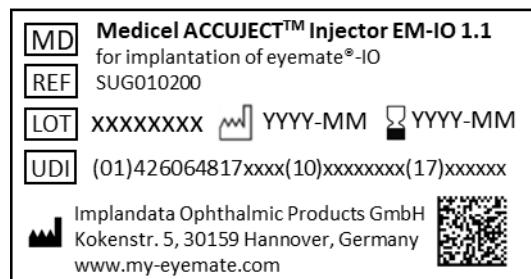 MD Medicel ACCUJECT™ Injector EM-IO 1.1
for implantation of eyemate®-IO
REF SUG010200
LOT XXXXXXXX YYYY-MM YYYY-MM
UDI (01)426064817xxxx(10)xxxxxxxx(17)xxxxxx
Implandata Ophthalmic Products GmbH
Kokenstr. 5, 30159 Hannover, Germany
www.my-eyemate.com